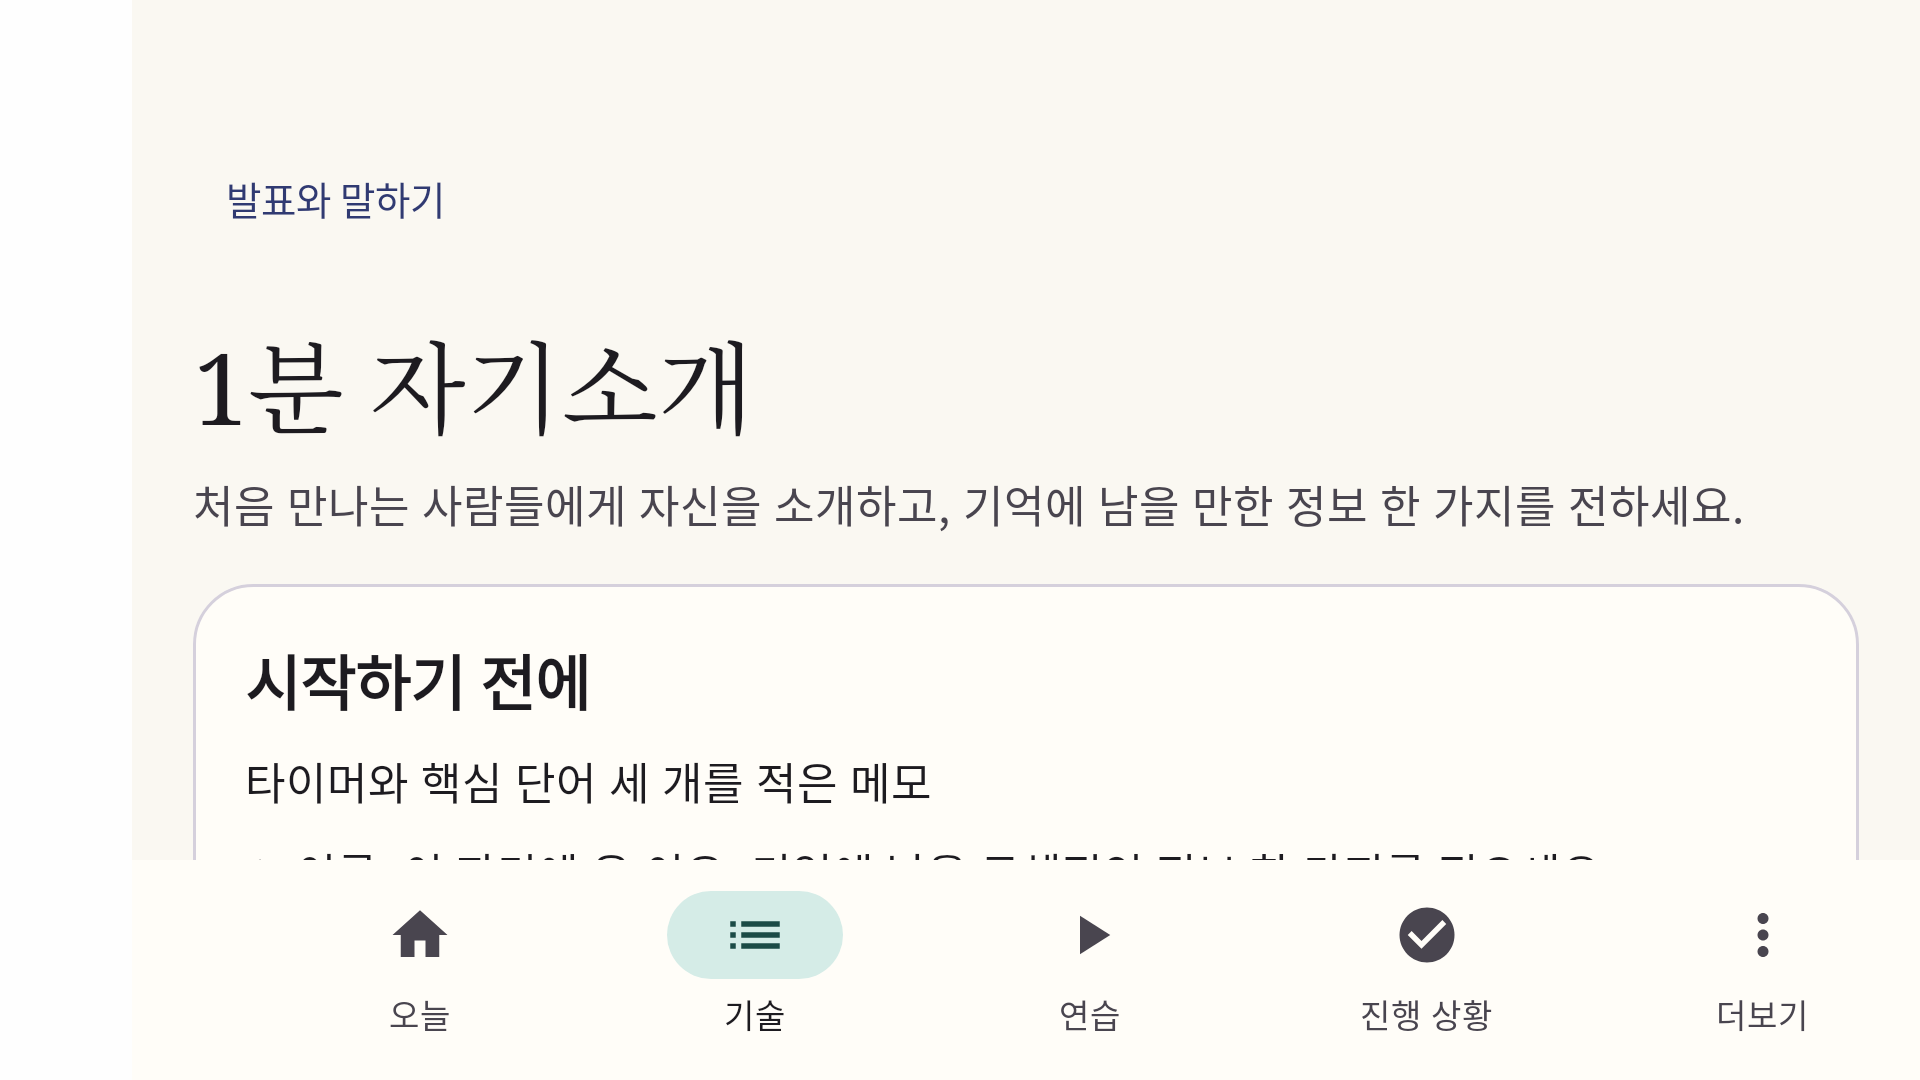 발표와 말하기
1분 자기소개
처음 만나는 사람들에게 자신을 소개하고, 기억에 남을 만한 정보 한 가지를 전하세요.
시작하기 전에
타이머와 핵심 단어 세 개를 적은 메모
오늘
기술
연습
진행 상황
더보기